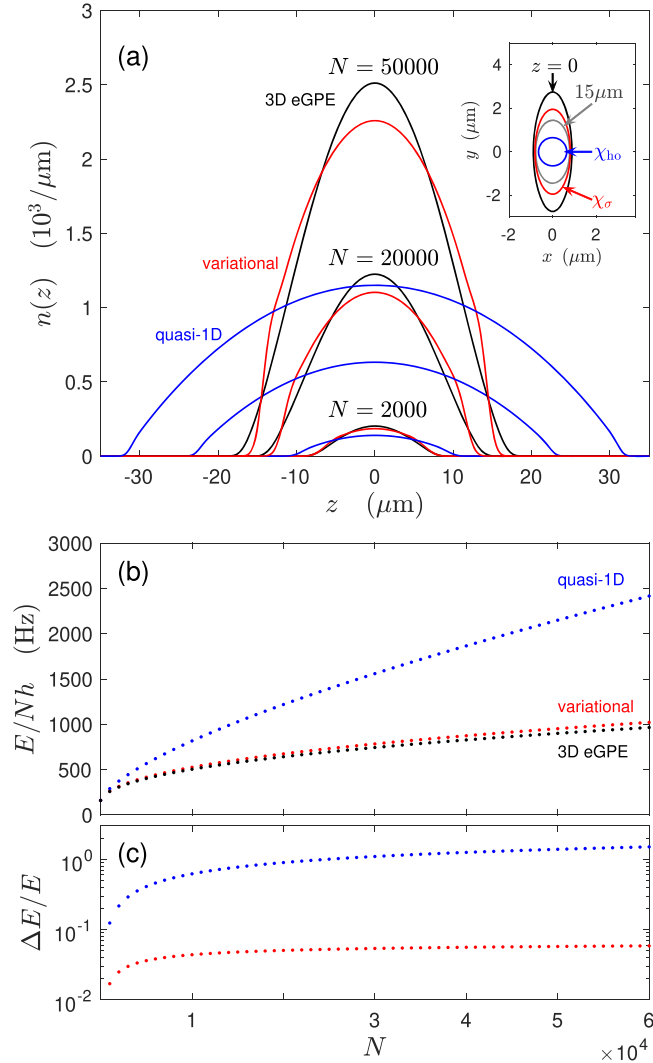 (a)
3
2.5
2
1.5
1
0.5
0
n(z) (10³/μm)
N = 50000
3D eGPE
variational
N = 20000
quasi-1D
N = 2000
-30
-20
-10
0
10
20
30
z (μm)
4
2
0
-2
y (μm)
z = 0
15μm
χ_ho
χ_σ
-2
0
2
x (μm)
(b)
3000
2500
2000
1500
1000
500
0
E/Nh (Hz)
quasi-1D
variational
3D eGPE
(c)
10⁰
10⁻¹
10⁻²
ΔE/E
1
2
3
4
5
6
N
×10⁴